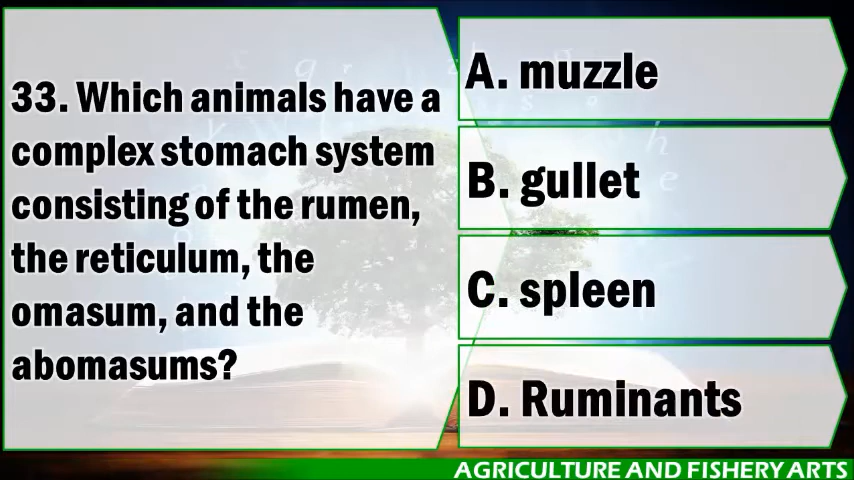 33. Which animals have a
complex stomach system
consisting of the rumen,
the reticulum, the
omasum, and the
abomasums?
A. muzzle
B. gullet
C. spleen
D. Ruminants
AGRICULTURE AND FISHERY ARTS